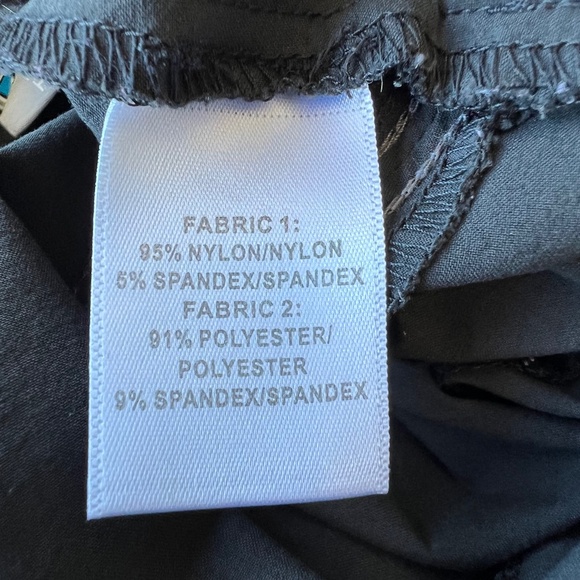 FABRIC 1:
95% NYLON/NYLON
5% SPANDEX/SPANDEX
FABRIC 2:
91% POLYESTER/
POLYESTER
9% SPANDEX/SPANDEX